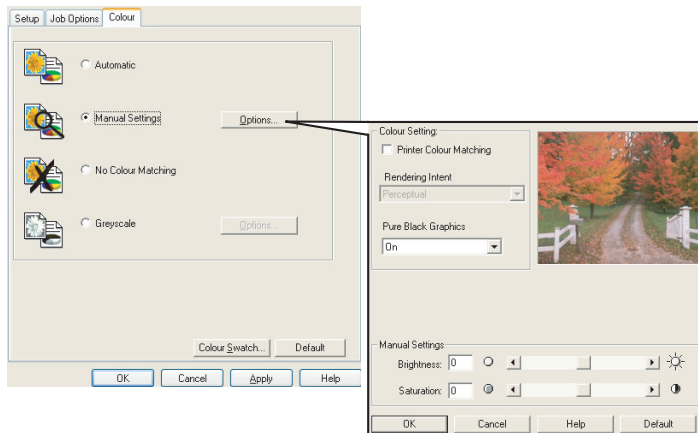 Setup Job Options Colour
Automatic
Manual Settings Options...
No Colour Matching
Greyscale Options...
Colour Swatch... Default
OK Cancel Apply Help
Colour Setting:
Printer Colour Matching
Rendering Intent
Perceptual
Pure Black Graphics
On
Manual Settings
Brightness: 0
Saturation: 0
OK Cancel Help Default